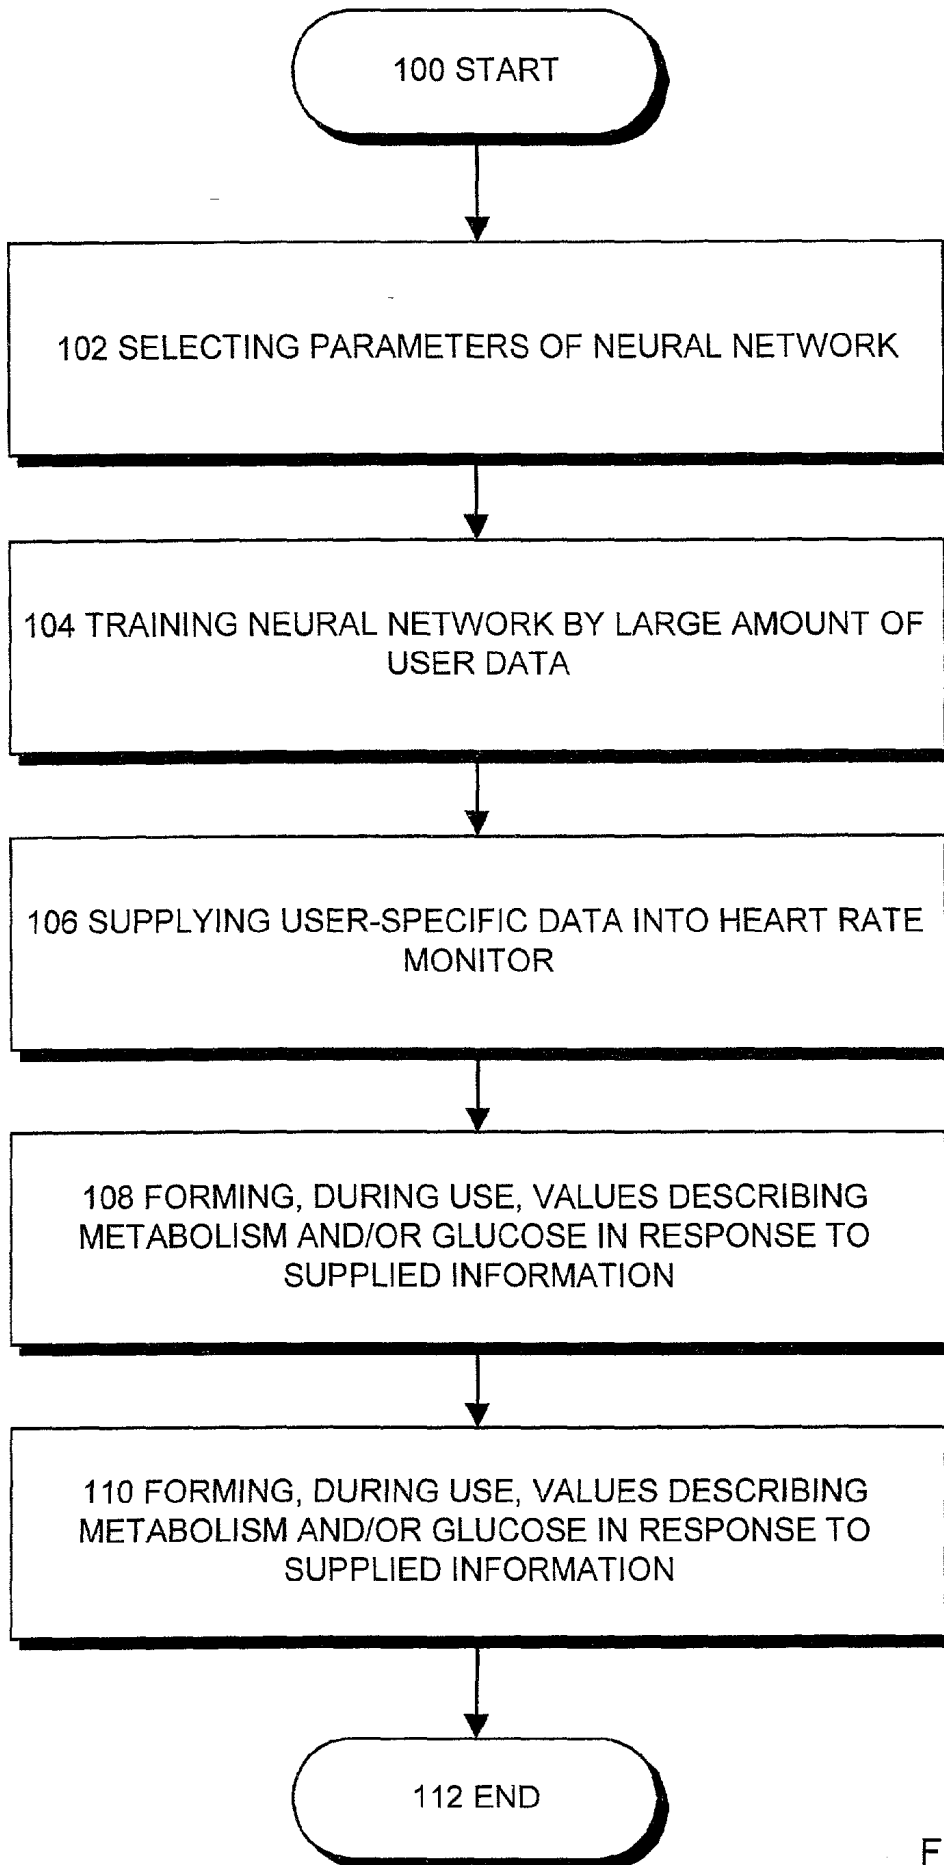 100 START
102 SELECTING PARAMETERS OF NEURAL NETWORK
104 TRAINING NEURAL NETWORK BY LARGE AMOUNT OF
USER DATA
106 SUPPLYING USER-SPECIFIC DATA INTO HEART RATE
MONITOR
108 FORMING, DURING USE, VALUES DESCRIBING
METABOLISM AND/OR GLUCOSE IN RESPONSE TO
SUPPLIED INFORMATION
110 FORMING, DURING USE, VALUES DESCRIBING
METABOLISM AND/OR GLUCOSE IN RESPONSE TO
SUPPLIED INFORMATION
112 END
F